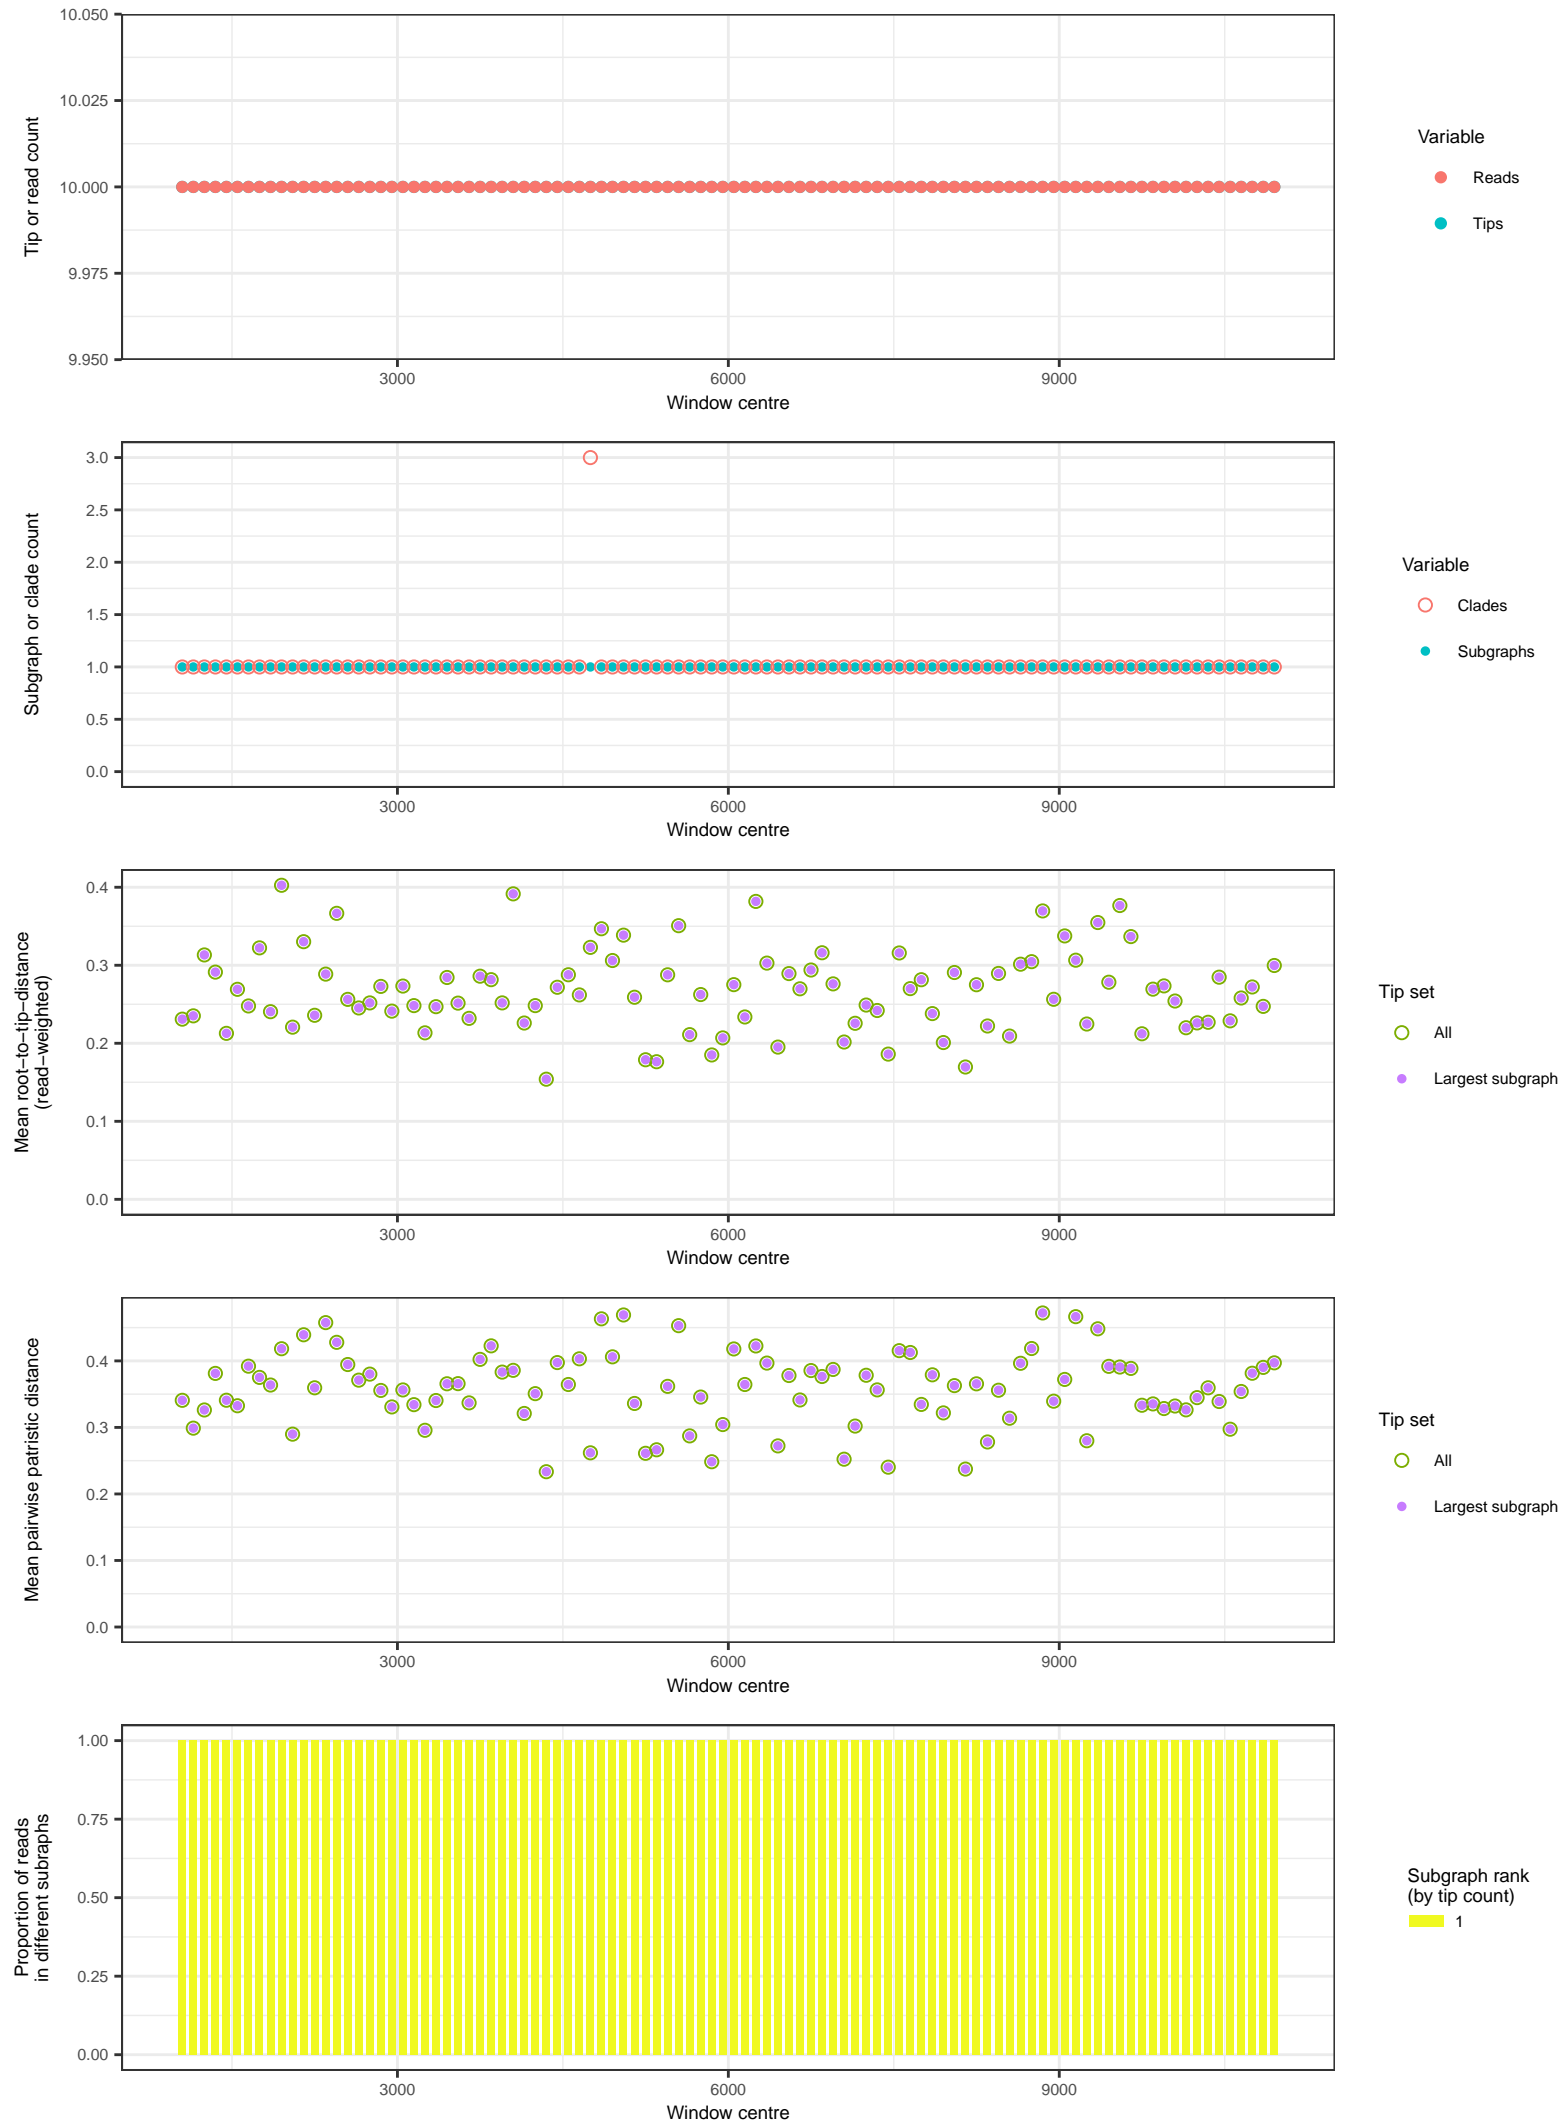 10.050
10.025
10.000
9.975
9.950
Tip or read count
3000 6000 9000
Window centre
Variable
Reads
Tips
3.0
2.5
2.0
1.5
1.0
0.5
0.0
Subgraph or clade count
3000 6000 9000
Window centre
Variable
Clades
Subgraphs
0.4
0.3
0.2
0.1
0.0
Mean root−to−tip−distance
(read−weighted)
3000 6000 9000
Window centre
Tip set
All
Largest subgraph
0.4
0.3
0.2
0.1
0.0
Mean pairwise patristic distance
3000 6000 9000
Window centre
Tip set
All
Largest subgraph
1.00
0.75
0.50
0.25
0.00
Proportion of reads
in different subraphs
3000 6000 9000
Window centre
Subgraph rank
(by tip count)
1